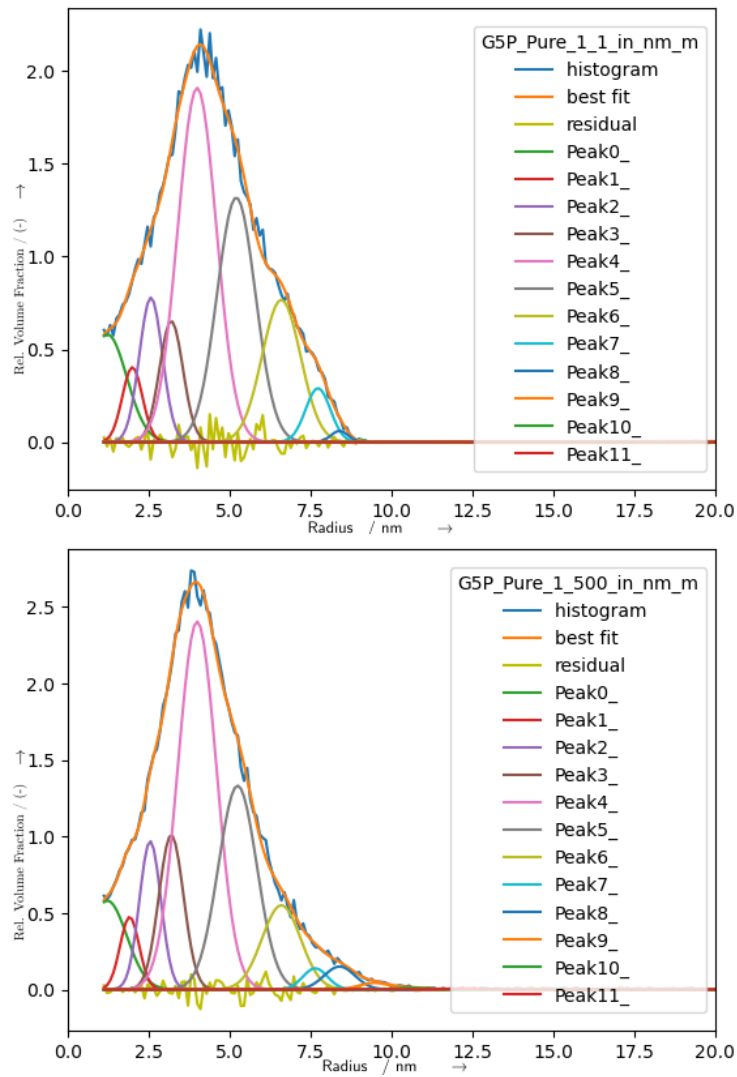 G5P_Pure_1_1_in_nm_m
histogram
best fit
residual
Peak0_
Peak1_
Peak2_
Peak3_
Peak4_
Peak5_
Peak6_
Peak7_
Peak8_
Peak9_
Peak10_
Peak11_
Rel. Volume Fraction / (-) →
2.0
1.5
1.0
0.5
0.0
0.0 2.5 5.0 7.5 10.0 12.5 15.0 17.5 20.0
Radius / nm →
G5P_Pure_1_500_in_nm_m
histogram
best fit
residual
Peak0_
Peak1_
Peak2_
Peak3_
Peak4_
Peak5_
Peak6_
Peak7_
Peak8_
Peak9_
Peak10_
Peak11_
Rel. Volume Fraction / (-) →
2.5
2.0
1.5
1.0
0.5
0.0
0.0 2.5 5.0 7.5 10.0 12.5 15.0 17.5 20.0
Radius / nm →